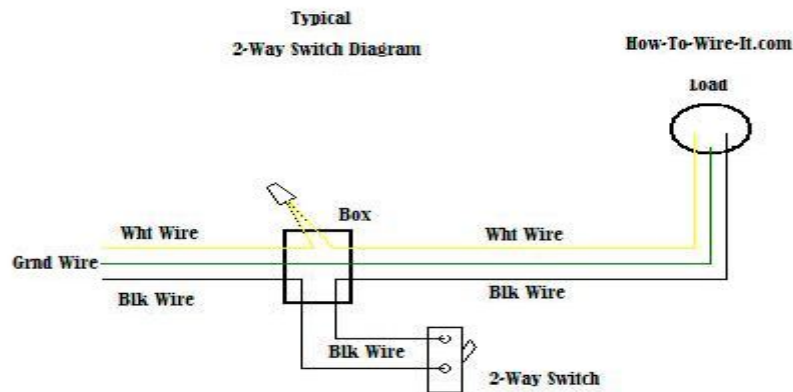 Typical
2-Way Switch Diagram
How-To-Wire-It.com
Load
Box
Wht Wire
Wht Wire
Grnd Wire
Blk Wire
Blk Wire
Blk Wire
2-Way Switch